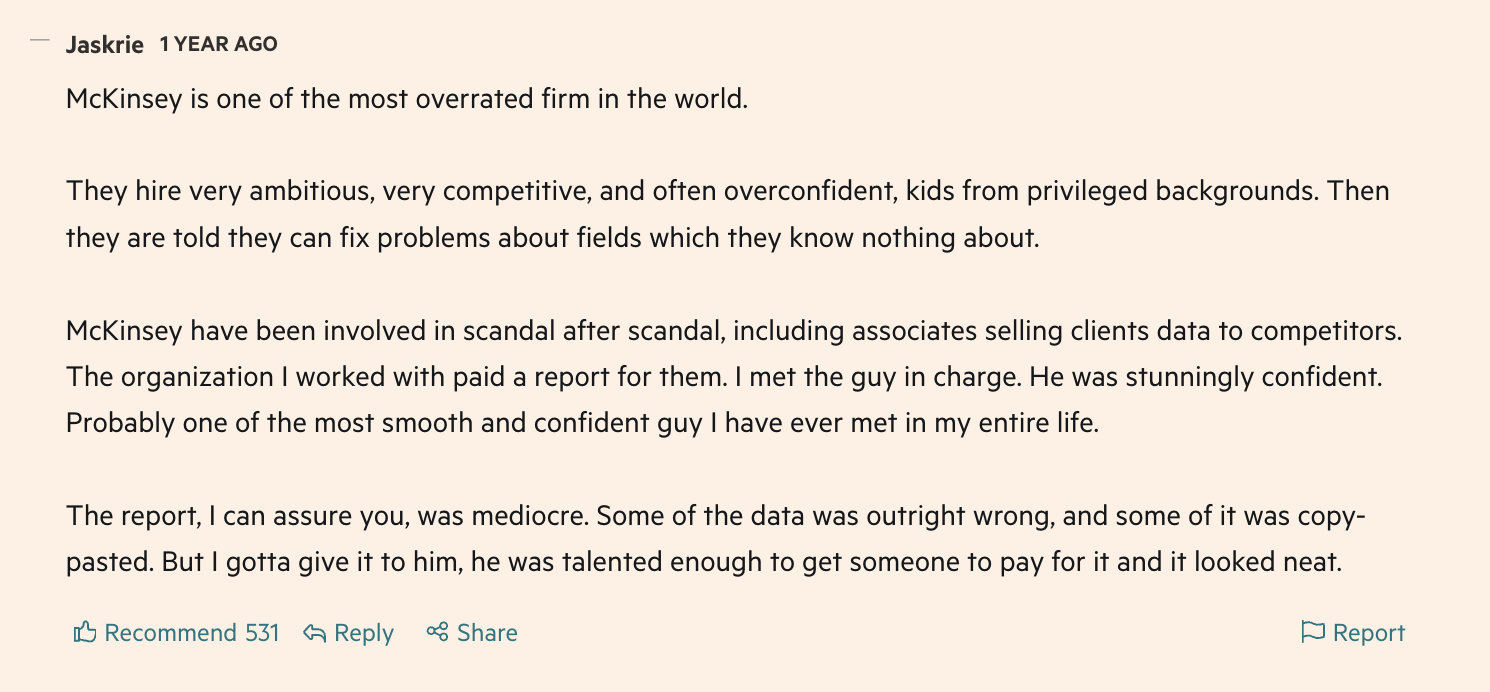 Jaskrie 1 YEAR AGO
McKinsey is one of the most overrated firm in the world.
They hire very ambitious, very competitive, and often overconfident, kids from privileged backgrounds. Then
they are told they can fix problems about fields which they know nothing about.
McKinsey have been involved in scandal after scandal, including associates selling clients data to competitors.
The organization I worked with paid a report for them. I met the guy in charge. He was stunningly confident.
Probably one of the most smooth and confident guy I have ever met in my entire life.
The report, I can assure you, was mediocre. Some of the data was outright wrong, and some of it was copy-
pasted. But I gotta give it to him, he was talented enough to get someone to pay for it and it looked neat.
Recommend 531 Reply Share Report